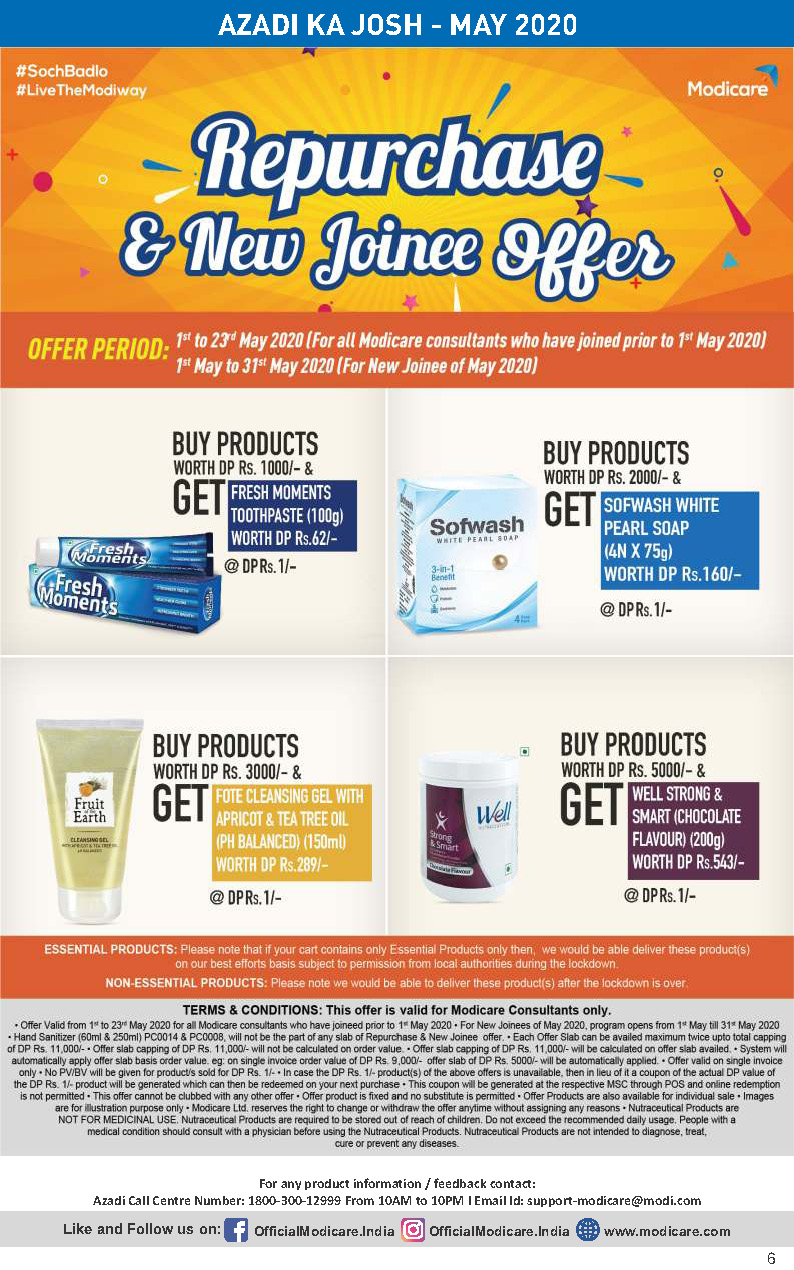 AZADI KA JOSH - MAY 2020
#SochBadlo
#LiveTheModiway
Modicare
Repurchase
& New Joinee Offer
OFFER PERIOD:
1st to 23rd May 2020 (For all Modicare consultants who have joined prior to 1st May 2020)
1st May to 31st May 2020 (For New Joinee of May 2020)
BUY PRODUCTS
WORTH DP Rs. 1000/- &
GET
FRESH MOMENTS
TOOTHPASTE (100g)
WORTH DP Rs.62/-
@ DP Rs. 1/-
Fresh
Moments
Fresh
Moments
BUY PRODUCTS
WORTH DP Rs. 2000/- &
GET
SOFWASH WHITE
PEARL SOAP
(4N X 75g)
WORTH DP Rs.160/-
@ DP Rs. 1/-
Sofwash
WHITE PEARL SOAP
3-in-1
Benefit
BUY PRODUCTS
WORTH DP Rs. 3000/- &
GET
FOTE CLEANSING GEL WITH
APRICOT & TEA TREE OIL
(PH BALANCED) (150ml)
WORTH DP Rs.289/-
@ DP Rs. 1/-
Fruit
of the
Earth
CLEANSING GEL
WITH APRICOT & TEA TREE OIL
pH BALANCED
BUY PRODUCTS
WORTH DP Rs. 5000/- &
GET
WELL STRONG &
SMART (CHOCOLATE
FLAVOUR) (200g)
WORTH DP Rs.543/-
@ DP Rs. 1/-
Well
Strong
& Smart
Chocolate Flavour
ESSENTIAL PRODUCTS: Please note that if your cart contains only Essential Products only then, we would be able deliver these product(s)
on our best efforts basis subject to permission from local authorities during the lockdown.
NON-ESSENTIAL PRODUCTS: Please note we would be able to deliver these product(s) after the lockdown is over.
TERMS & CONDITIONS: This offer is valid for Modicare Consultants only.
• Offer Valid from 1st to 23rd May 2020 for all Modicare consultants who have joineed prior to 1st May 2020 • For New Joinees of May 2020, program opens from 1st May till 31st May 2020
• Hand Sanitizer (60ml & 250ml) PC0014 & PC0008, will not be the part of any slab of Repurchase & New Joinee offer. • Each Offer Slab can be availed maximum twice upto total capping
of DP Rs. 11,000/- • Offer slab capping of DP Rs. 11,000/- will not be calculated on order value. • Offer slab capping of DP Rs. 11,000/- will be calculated on offer slab availed. • System will
automatically apply offer slab basis order value. eg: on single invoice order value of DP Rs. 9,000/- offer slab of DP Rs. 5000/- will be automatically applied. • Offer valid on single invoice
only • No PV/BV will be given for product/s sold for DP Rs. 1/- • In case the DP Rs. 1/- product(s) of the above offers is unavailable, then in lieu of it a coupon of the actual DP value of
the DP Rs. 1/- product will be generated which can then be redeemed on your next purchase • This coupon will be generated at the respective MSC through POS and online redemption
is not permitted • This offer cannot be clubbed with any other offer • Offer product is fixed and no substitute is permitted • Offer Products are also available for individual sale • Images
are for illustration purpose only • Modicare Ltd. reserves the right to change or withdraw the offer anytime without assigning any reasons • Nutraceutical Products are
NOT FOR MEDICINAL USE. Nutraceutical Products are required to be stored out of reach of children. Do not exceed the recommended daily usage. People with a
medical condition should consult with a physician before using the Nutraceutical Products. Nutraceutical Products are not intended to diagnose, treat,
cure or prevent any diseases.
For any product information / feedback contact:
Azadi Call Centre Number: 1800-300-12999 From 10AM to 10PM I Email Id: support-modicare@modi.com
Like and Follow us on: OfficialModicare.India OfficialModicare.India www.modicare.com
6